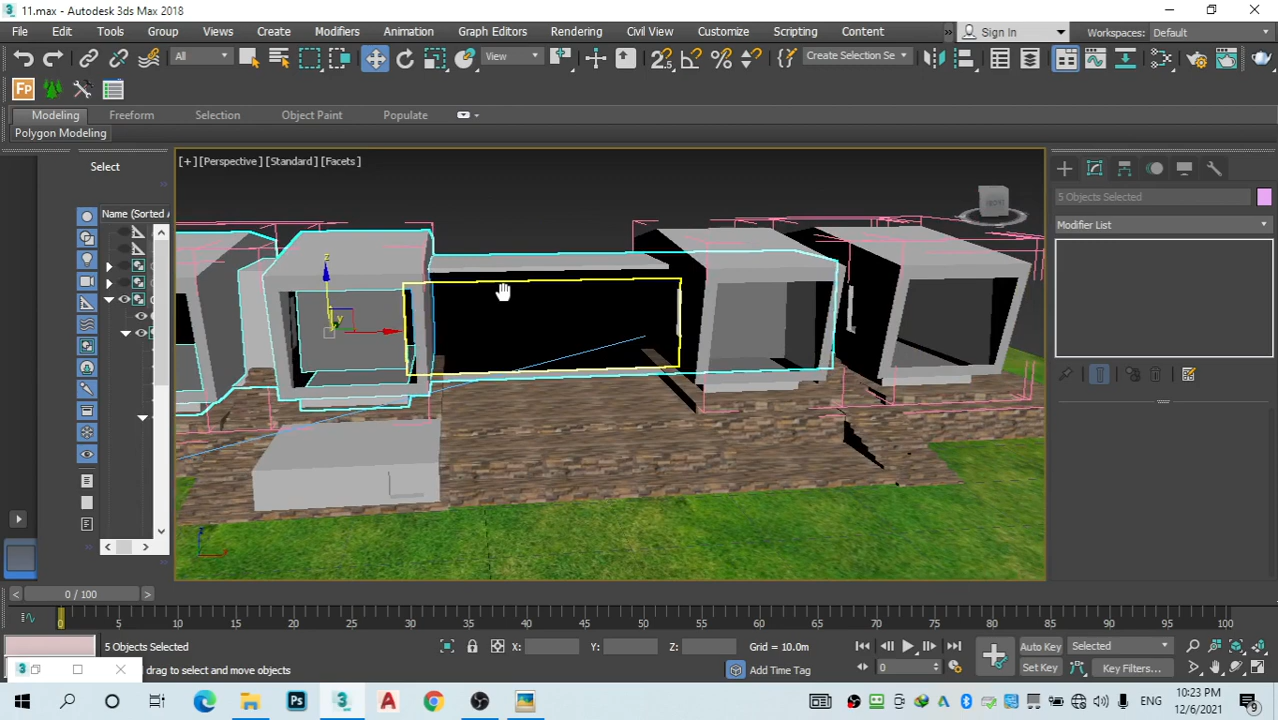 11.max - Autodesk 3ds Max 2018
File Edit Tools Group Views Create Modifiers Animation Graph Editors Rendering Civil View Customize Scripting Content » Sign In Workspaces: Default
All View Create Selection Se
Fp
Modeling Freeform Selection Object Paint Populate
Polygon Modeling
Select
Name (Sorted A
[+] [Perspective] [Standard] [Facets]
z
y
5 Objects Selected
Modifier List
0 / 100
0 5 10 15 20 25 30 35 40 45 50 55 60 65 70 75 80 85 90 95 100
5 Objects Selected X: Y: Z: Grid = 10.0m Auto Key Selected
drag to select and move objects Add Time Tag 0 Set Key Key Filters...
ENG 10:23 PM
12/6/2021